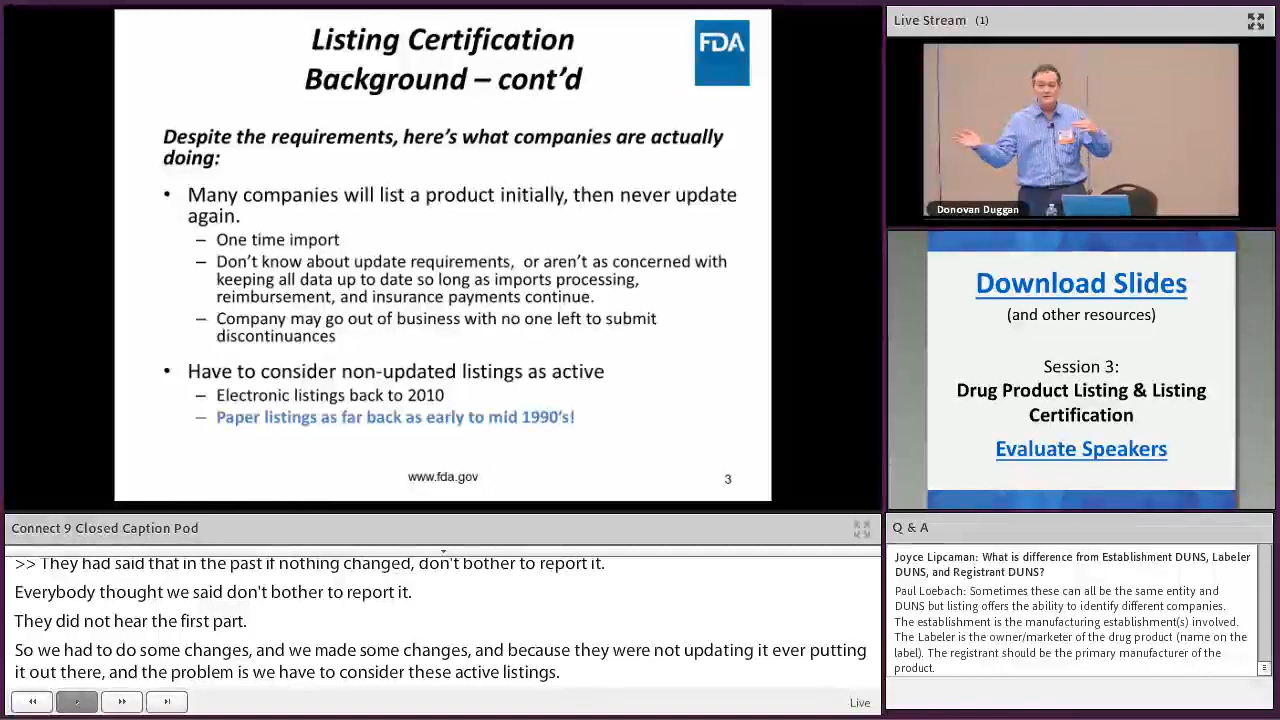 Listing Certification
Background – cont'd
FDA
Despite the requirements, here's what companies are actually
doing:
• Many companies will list a product initially, then never update
again.
– One time import
– Don't know about update requirements, or aren't as concerned with
keeping all data up to date so long as imports processing,
reimbursement, and insurance payments continue.
– Company may go out of business with no one left to submit
discontinuances
• Have to consider non-updated listings as active
– Electronic listings back to 2010
– Paper listings as far back as early to mid 1990's!
www.fda.gov
3
Live Stream (1)
Donovan Duggan
Download Slides
(and other resources)
Session 3:
Drug Product Listing & Listing
Certification
Evaluate Speakers
Connect 9 Closed Caption Pod
>> They had said that in the past if nothing changed, don't bother to report it.
Everybody thought we said don't bother to report it.
They did not hear the first part.
So we had to do some changes, and we made some changes, and because they were not updating it ever putting
it out there, and the problem is we have to consider these active listings.
Live
Q & A
Joyce Lipcaman: What is difference from Establishment DUNS, Labeler
DUNS, and Registrant DUNS?
Paul Loebach: Sometimes these can all be the same entity and
DUNS but listing offers the ability to identify different companies.
The establishment is the manufacturing establishment(s) involved.
The Labeler is the owner/marketer of the drug product (name on the
label). The registrant should be the primary manufacturer of the
product.